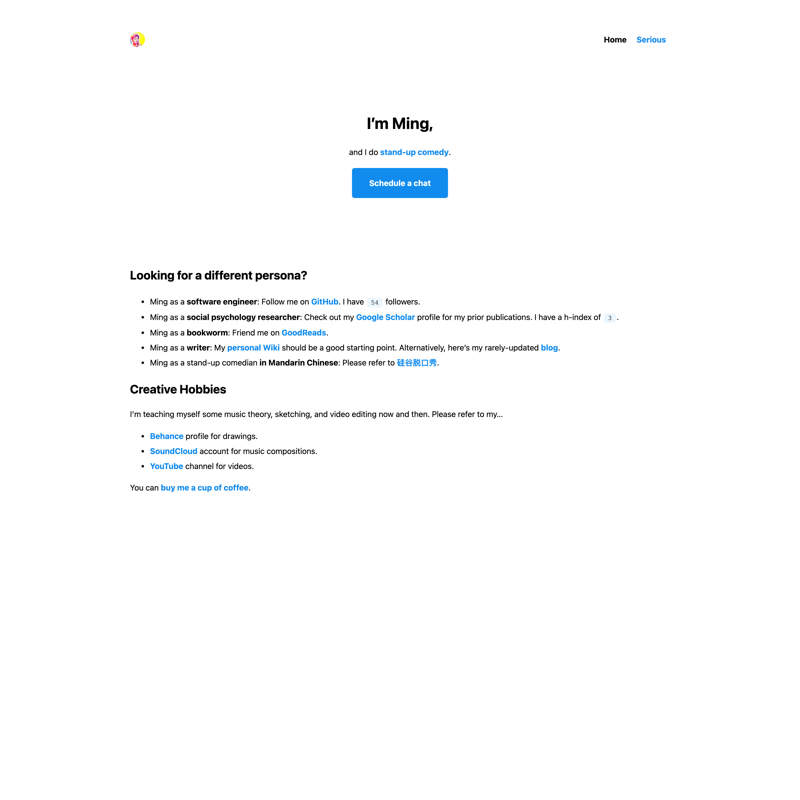 Home Serious
I’m Ming,
and I do stand-up comedy.
Schedule a chat
Looking for a different persona?
• Ming as a software engineer: Follow me on GitHub. I have 54 followers.
• Ming as a social psychology researcher: Check out my Google Scholar profile for my prior publications. I have a h-index of 3 .
• Ming as a bookworm: Friend me on GoodReads.
• Ming as a writer: My personal Wiki should be a good starting point. Alternatively, here’s my rarely-updated blog.
• Ming as a stand-up comedian in Mandarin Chinese: Please refer to 硅谷脱口秀.
Creative Hobbies
I’m teaching myself some music theory, sketching, and video editing now and then. Please refer to my…
• Behance profile for drawings.
• SoundCloud account for music compositions.
• YouTube channel for videos.
You can buy me a cup of coffee.